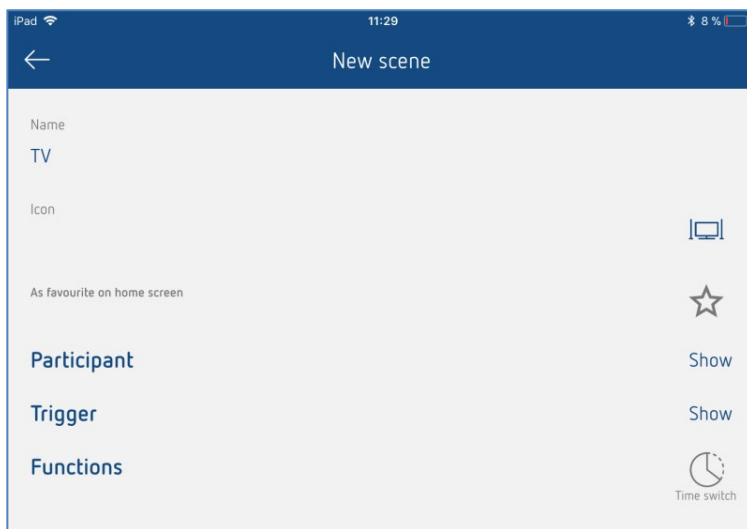 iPad 11:29 8 %
New scene
Name
TV
Icon
As favourite on home screen
Participant Show
Trigger Show
Functions
Time switch